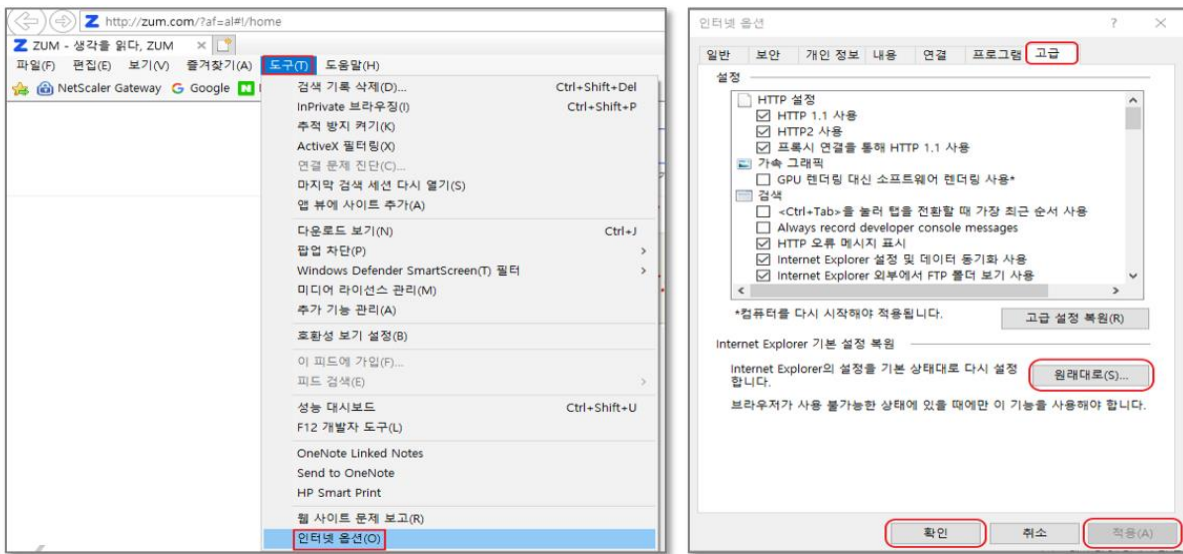 http://zum.com/?af=al#!/home
ZUM - 생각을 읽다, ZUM
파일(F) 편집(E) 보기(V) 즐겨찾기(A) 도구(T) 도움말(H)
NetScaler Gateway Google
검색 기록 삭제(D)... Ctrl+Shift+Del
InPrivate 브라우징(I) Ctrl+Shift+P
추적 방지 켜기(K)
ActiveX 필터링(X)
연결 문제 진단(C)...
마지막 검색 세션 다시 열기(S)
앱 뷰에 사이트 추가(A)
다운로드 보기(N) Ctrl+J
팝업 차단(P)
Windows Defender SmartScreen(T) 필터
미디어 라이선스 관리(M)
추가 기능 관리(A)
호환성 보기 설정(B)
이 피드에 가입(F)...
피드 검색(E)
성능 대시보드 Ctrl+Shift+U
F12 개발자 도구(L)
OneNote Linked Notes
Send to OneNote
HP Smart Print
웹 사이트 문제 보고(R)
인터넷 옵션(O)
인터넷 옵션
일반 보안 개인 정보 내용 연결 프로그램 고급
설정
HTTP 설정
HTTP 1.1 사용
HTTP2 사용
프록시 연결을 통해 HTTP 1.1 사용
가속 그래픽
GPU 렌더링 대신 소프트웨어 렌더링 사용*
검색
<Ctrl+Tab>을 눌러 탭을 전환할 때 가장 최근 순서 사용
Always record developer console messages
HTTP 오류 메시지 표시
Internet Explorer 설정 및 데이터 동기화 사용
Internet Explorer 외부에서 FTP 폴더 보기 사용
*컴퓨터를 다시 시작해야 적용됩니다.
고급 설정 복원(R)
Internet Explorer 기본 설정 복원
Internet Explorer의 설정을 기본 상태대로 다시 설정
합니다.
원래대로(S)...
브라우저가 사용 불가능한 상태에 있을 때에만 이 기능을 사용해야 합니다.
확인 취소 적용(A)